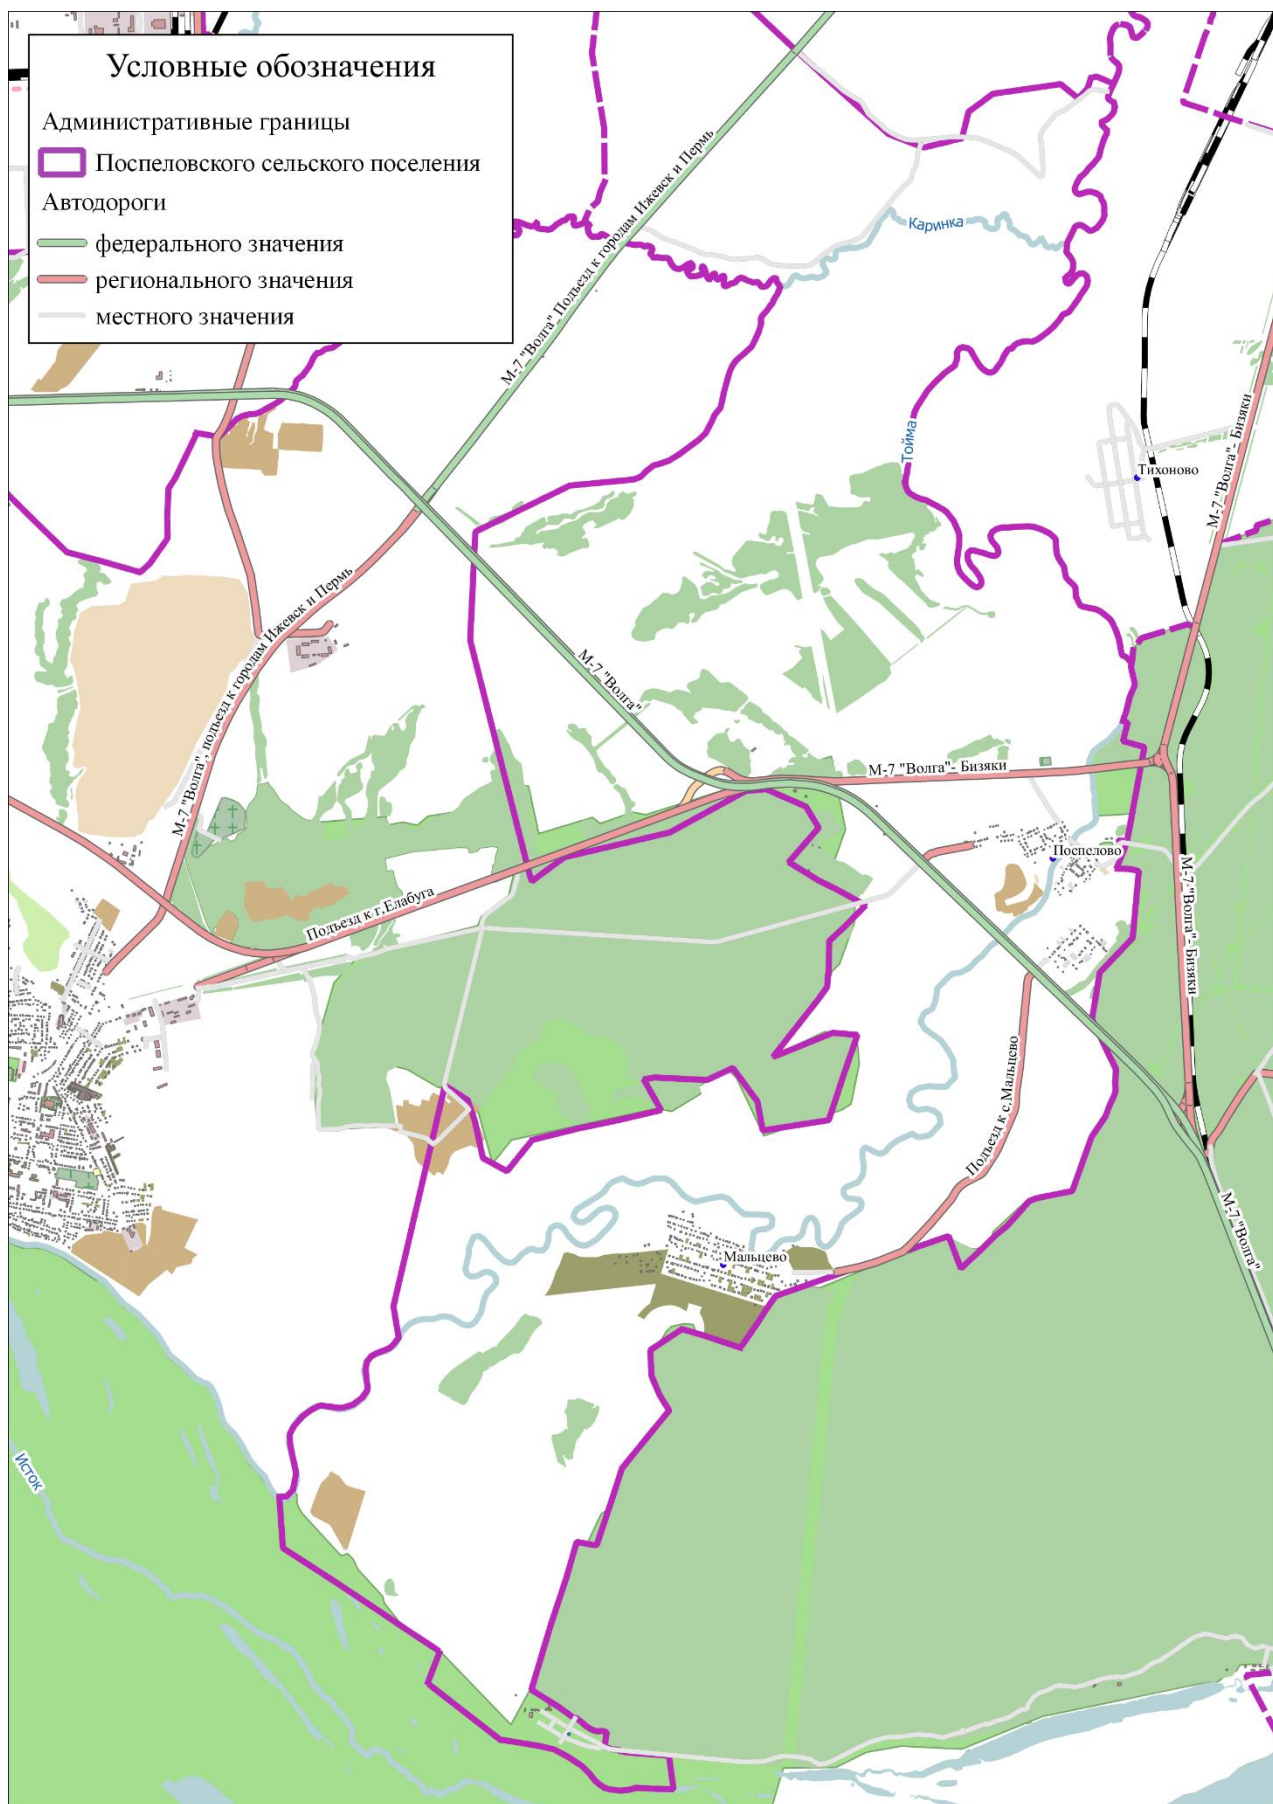 Условные обозначения
Административные границы
Поспеловского сельского поселения
Автодороги
федерального значения
регионального значения
местного значения
М-7 "Волга" Подъезд к городам Ижевск и Пермь
Каринка
Тойма
М-7 "Волга"- Бизяки
Тихоново
М-7 "Волга", подъезд к городам Ижевск и Пермь
М-7 "Волга"
М-7 "Волга"- Бизяки
Поспелово
Подъезд к г.Елабуга
М-7 "Волга"- Бизяки
Подъезд к с.Мальцево
М-7 "Волга"
Мальцево
Исток